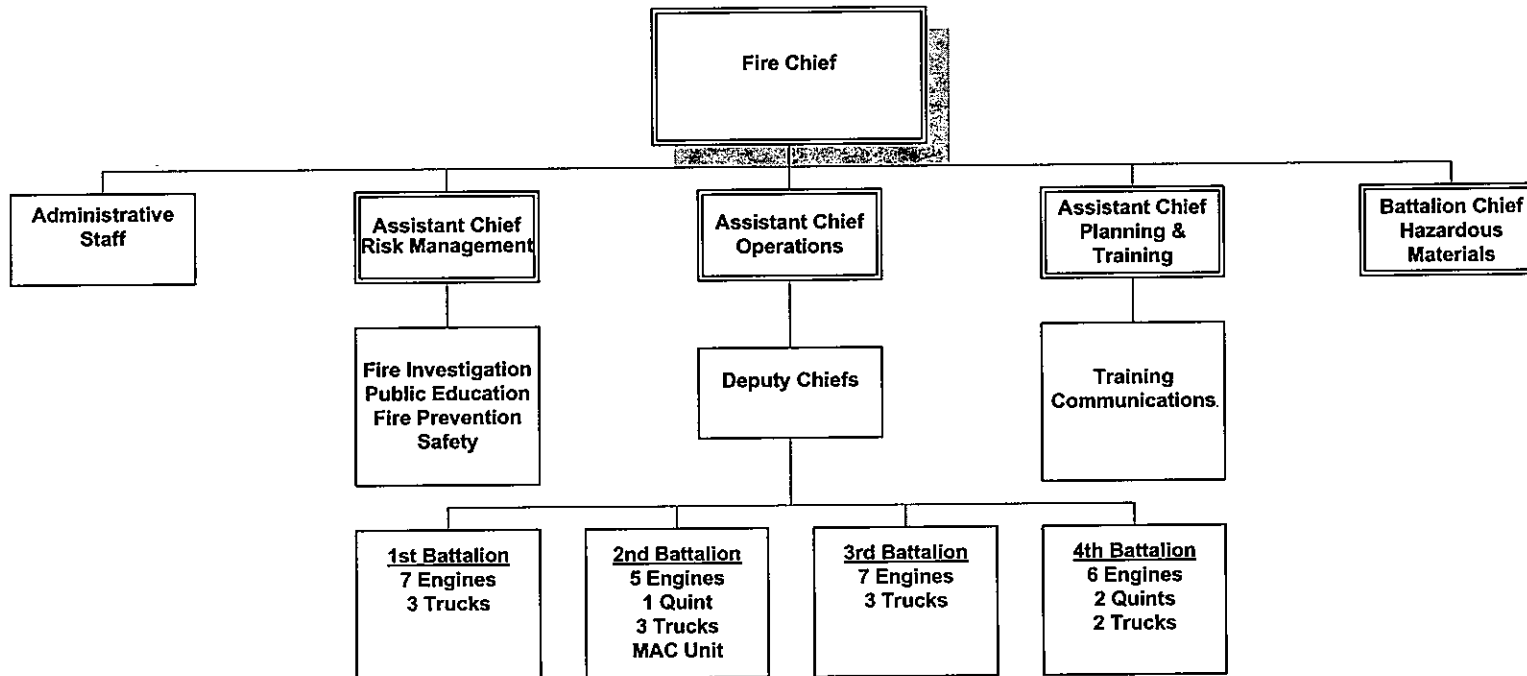 Fire Chief
Administrative
Staff
Assistant Chief
Risk Management
Assistant Chief
Operations
Assistant Chief
Planning &
Training
Battalion Chief
Hazardous
Materials
Fire Investigation
Public Education
Fire Prevention
Safety
Deputy Chiefs
Training
Communications.
1st Battalion
7 Engines
3 Trucks
2nd Battalion
5 Engines
1 Quint
3 Trucks
MAC Unit
3rd Battalion
7 Engines
3 Trucks
4th Battalion
6 Engines
2 Quints
2 Trucks